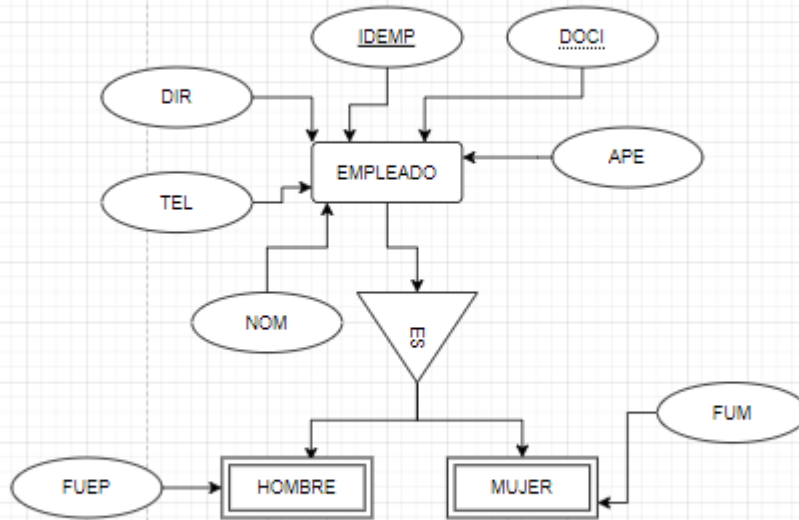 IDEMP
DOCI
DIR
EMPLEADO
APE
TEL
NOM
ES
FUM
FUEP
HOMBRE
MUJER